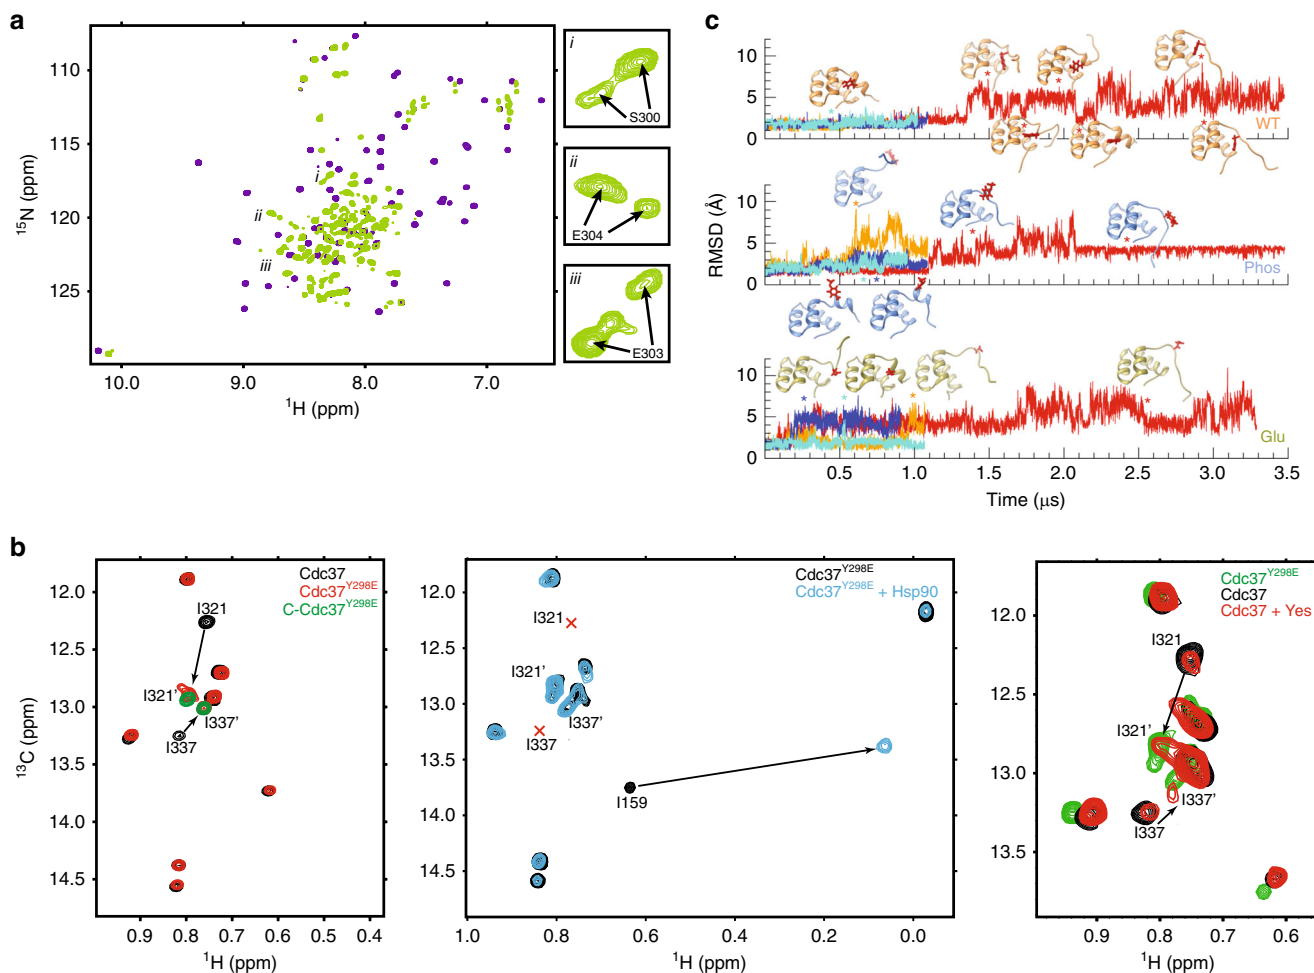 a
110
115
120
125
¹⁵N (ppm)
10.0 9.0 8.0 7.0
¹H (ppm)
i
ii
iii
i
S300
ii
E304
iii
E303
c
10
5
0
WT
10
5
0
Phos
10
5
0
Glu
RMSD (Å)
0.5 1.0 1.5 2.0 2.5 3.0 3.5
Time (μs)
b
12.0
12.5
13.0
13.5
14.0
14.5
¹³C (ppm)
0.9 0.8 0.7 0.6 0.5 0.4
¹H (ppm)
Cdc37
Cdc37Y298E
C-Cdc37Y298E
I321
I321’
I337’
I337
12.0
12.5
13.0
13.5
14.0
14.5
1.0 0.8 0.6 0.4 0.2 0.0
¹H (ppm)
Cdc37Y298E
Cdc37Y298E + Hsp90
I321
I321’
I337’
I337
I159
12.0
12.5
13.0
13.5
0.9 0.8 0.7 0.6
¹H (ppm)
Cdc37Y298E
Cdc37
Cdc37 + Yes
I321
I321’
I337’
I337